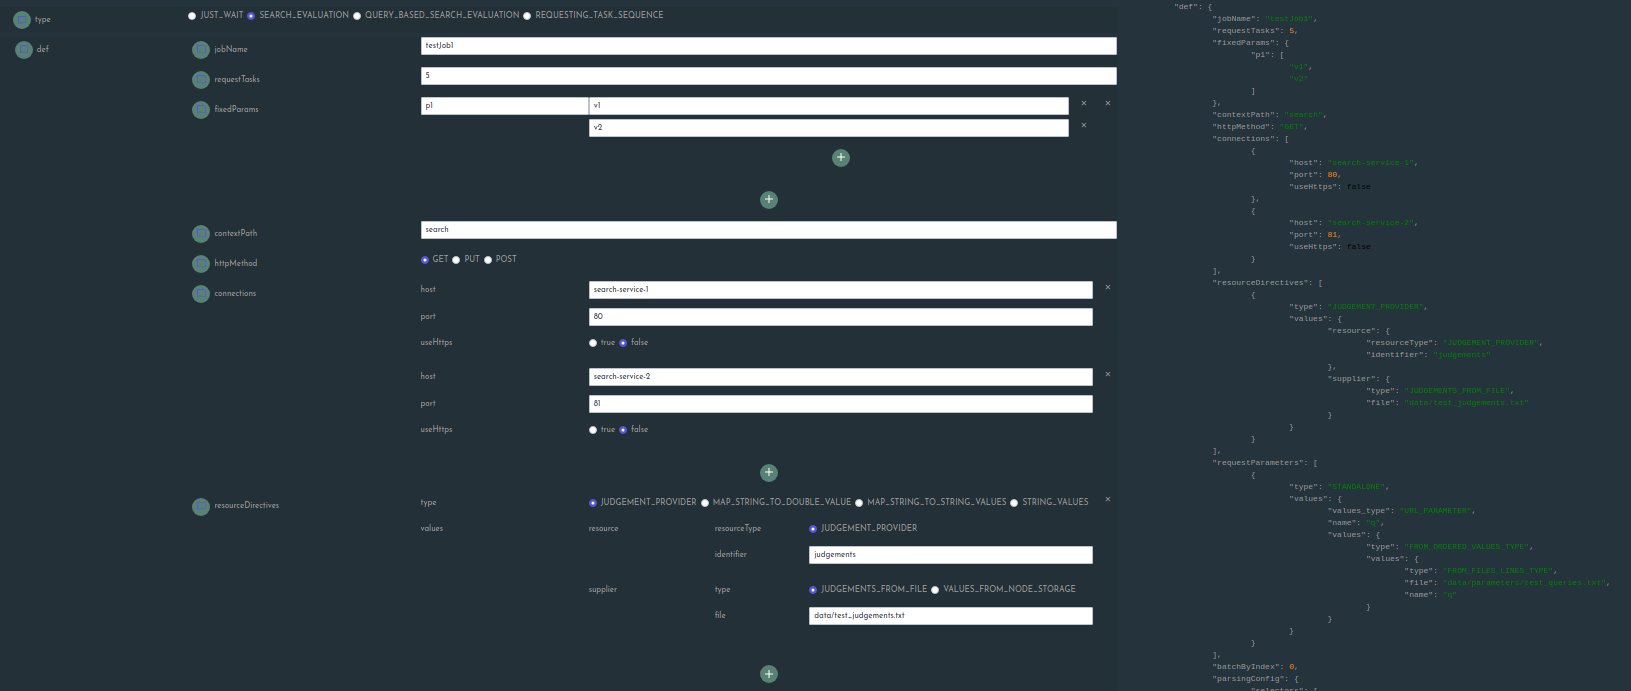 type JUST_WAIT SEARCH_EVALUATION QUERY_BASED_SEARCH_EVALUATION REQUESTING_TASK_SEQUENCE
def jobName testJob1
requestTasks 5
fixedParams p1 v1 × ×
v2 ×
+
+
contextPath search
httpMethod GET PUT POST
connections host search-service-1 ×
port 80
useHttps true false
host search-service-2 ×
port 81
useHttps true false
+
resourceDirectives type JUDGEMENT_PROVIDER MAP_STRING_TO_DOUBLE_VALUE MAP_STRING_TO_STRING_VALUES STRING_VALUES ×
values resource resourceType JUDGEMENT_PROVIDER
identifier judgements
supplier type JUDGEMENTS_FROM_FILE VALUES_FROM_NODE_STORAGE
file data/test_judgements.txt
+
"def": {
"jobName": "testJob1",
"requestTasks": 5,
"fixedParams": {
"p1": [
"v1",
"v2"
]
},
"contextPath": "search",
"httpMethod": "GET",
"connections": [
{
"host": "search-service-1",
"port": 80,
"useHttps": false
},
{
"host": "search-service-2",
"port": 81,
"useHttps": false
}
],
"resourceDirectives": [
{
"type": "JUDGEMENT_PROVIDER",
"values": {
"resource": {
"resourceType": "JUDGEMENT_PROVIDER",
"identifier": "judgements"
},
"supplier": {
"type": "JUDGEMENTS_FROM_FILE",
"file": "data/test_judgements.txt"
}
}
}
],
"requestParameters": [
{
"type": "STANDALONE",
"values": {
"values_type": "URL_PARAMETER",
"name": "q",
"values": {
"type": "FROM_ORDERED_VALUES_TYPE",
"values": {
"type": "FROM_FILES_LINES_TYPE",
"file": "data/parameters/test_queries.txt",
"name": "q"
}
}
}
}
],
"batchByIndex": 0,
"parsingConfig": {
"selectors": [